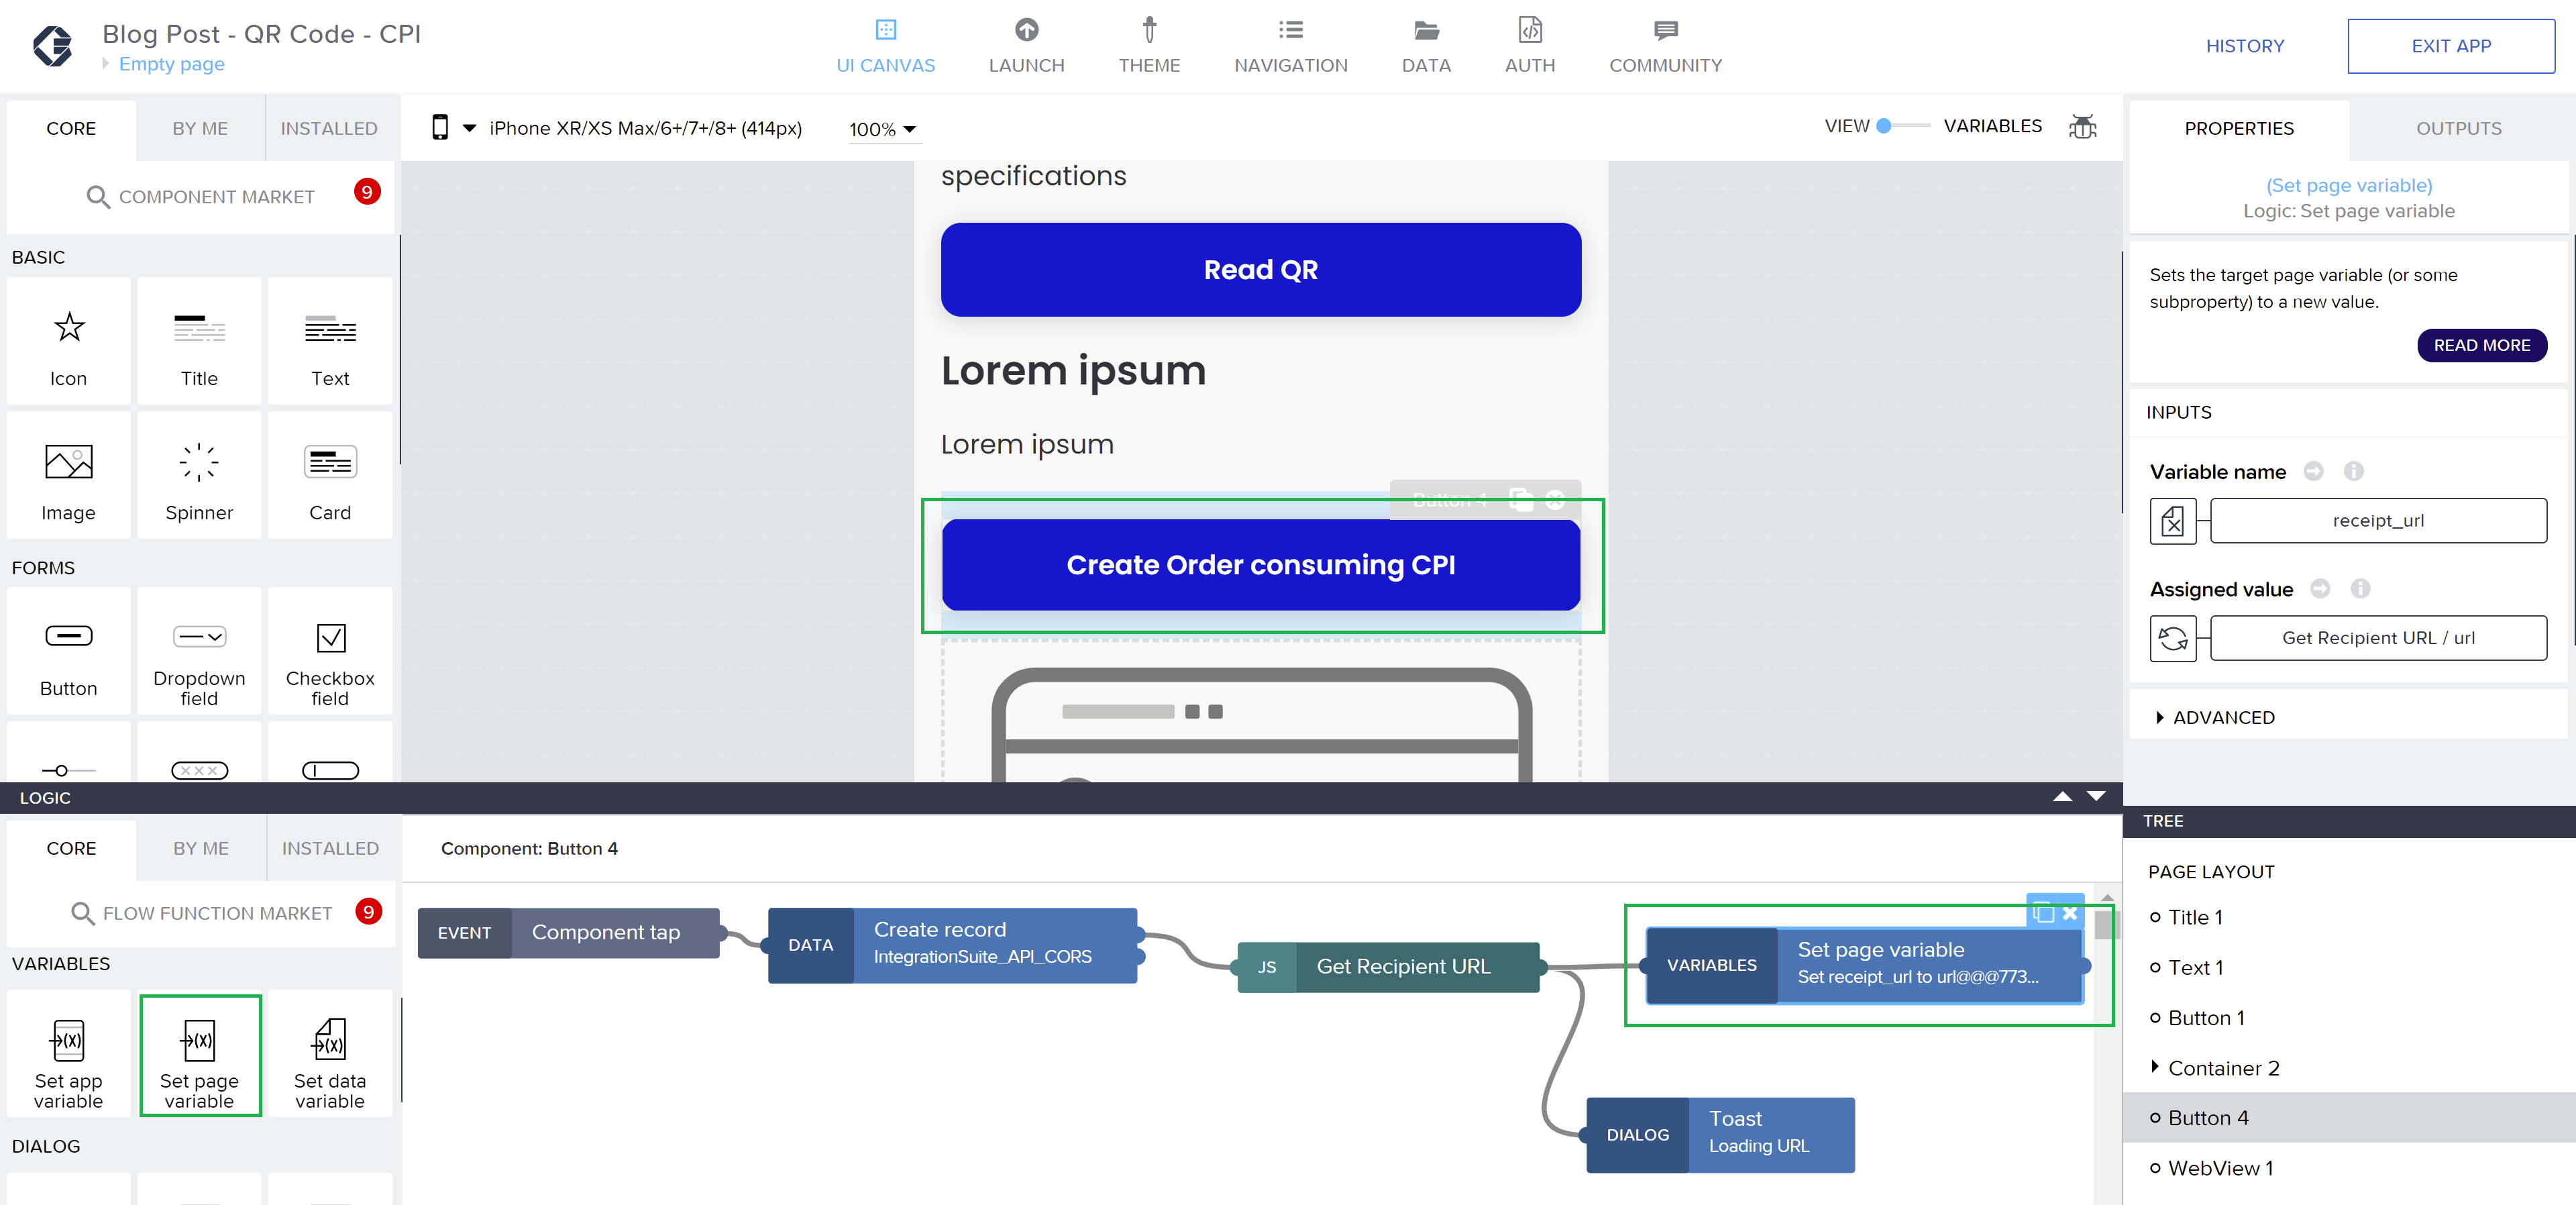 Blog Post - QR Code - CPI
Empty page
UI CANVAS
LAUNCH
THEME
NAVIGATION
DATA
AUTH
COMMUNITY
HISTORY
EXIT APP
CORE
BY ME
INSTALLED
COMPONENT MARKET
9
BASIC
Icon
Title
Text
Image
Spinner
Card
FORMS
Button
Dropdown
field
Checkbox
field
iPhone XR/XS Max/6+/7+/8+ (414px)
100%
VIEW
VARIABLES
specifications
Read QR
Lorem ipsum
Lorem ipsum
Button 4
Create Order consuming CPI
PROPERTIES
OUTPUTS
(Set page variable)
Logic: Set page variable
Sets the target page variable (or some
subproperty) to a new value.
READ MORE
INPUTS
Variable name
receipt_url
Assigned value
Get Recipient URL / url
ADVANCED
LOGIC
CORE
BY ME
INSTALLED
FLOW FUNCTION MARKET
9
VARIABLES
Set app
variable
Set page
variable
Set data
variable
DIALOG
Component: Button 4
EVENT
Component tap
DATA
Create record
IntegrationSuite_API_CORS
JS
Get Recipient URL
VARIABLES
Set page variable
Set receipt_url to url@@@773...
DIALOG
Toast
Loading URL
TREE
PAGE LAYOUT
Title 1
Text 1
Button 1
Container 2
Button 4
WebView 1